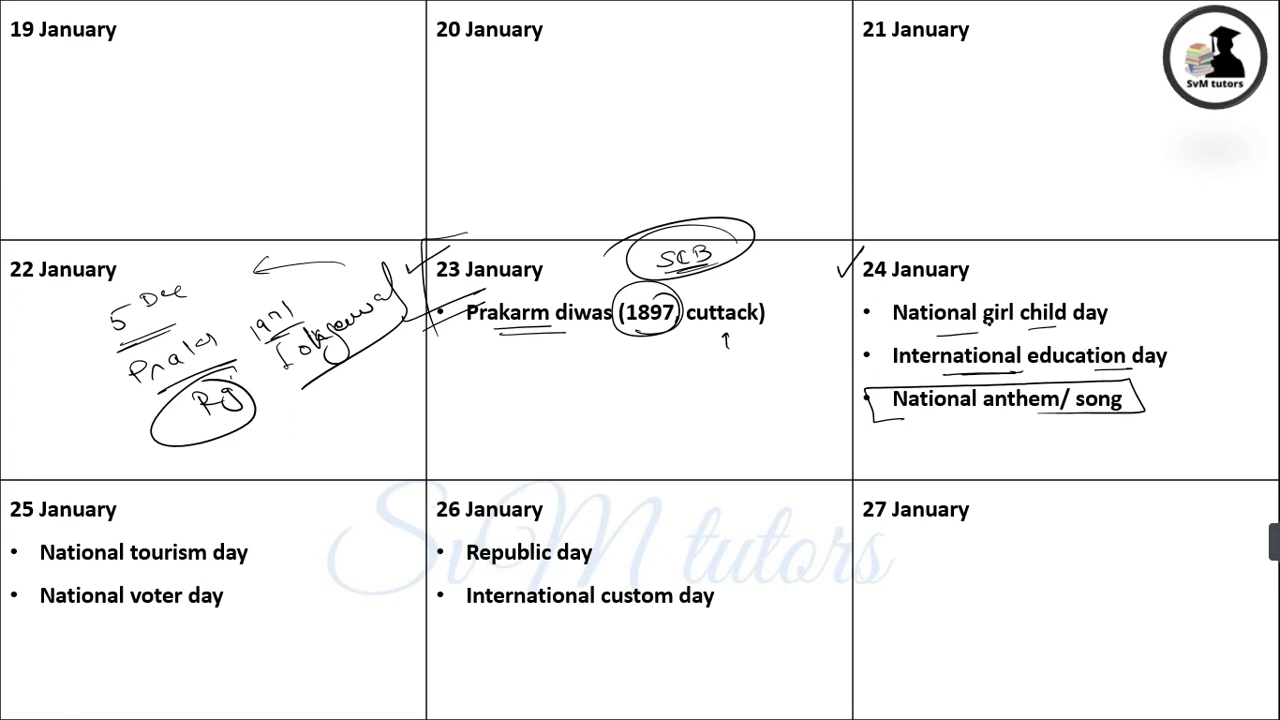 19 January
20 January
21 January
SvM tutors
22 January
5 Dec
1971
23 January
SCB
• Prakarm diwas (1897, cuttack)
24 January
• National girl child day
• International education day
• National anthem/ song
25 January
• National tourism day
• National voter day
26 January
• Republic day
• International custom day
27 January
SvM tutors